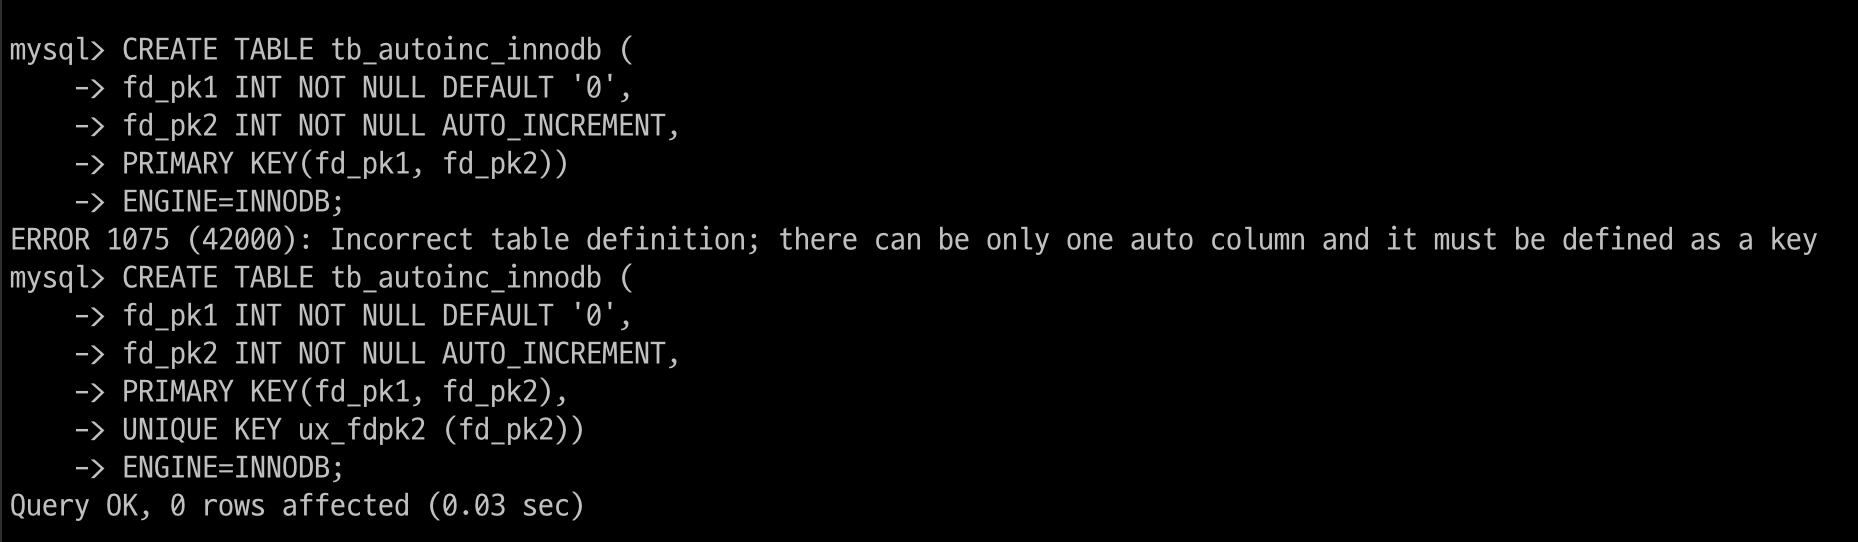 mysql> CREATE TABLE tb_autoinc_innodb (
    -> fd_pk1 INT NOT NULL DEFAULT '0',
    -> fd_pk2 INT NOT NULL AUTO_INCREMENT,
    -> PRIMARY KEY(fd_pk1, fd_pk2))
    -> ENGINE=INNODB;
ERROR 1075 (42000): Incorrect table definition; there can be only one auto column and it must be defined as a key
mysql> CREATE TABLE tb_autoinc_innodb (
    -> fd_pk1 INT NOT NULL DEFAULT '0',
    -> fd_pk2 INT NOT NULL AUTO_INCREMENT,
    -> PRIMARY KEY(fd_pk1, fd_pk2),
    -> UNIQUE KEY ux_fdpk2 (fd_pk2))
    -> ENGINE=INNODB;
Query OK, 0 rows affected (0.03 sec)